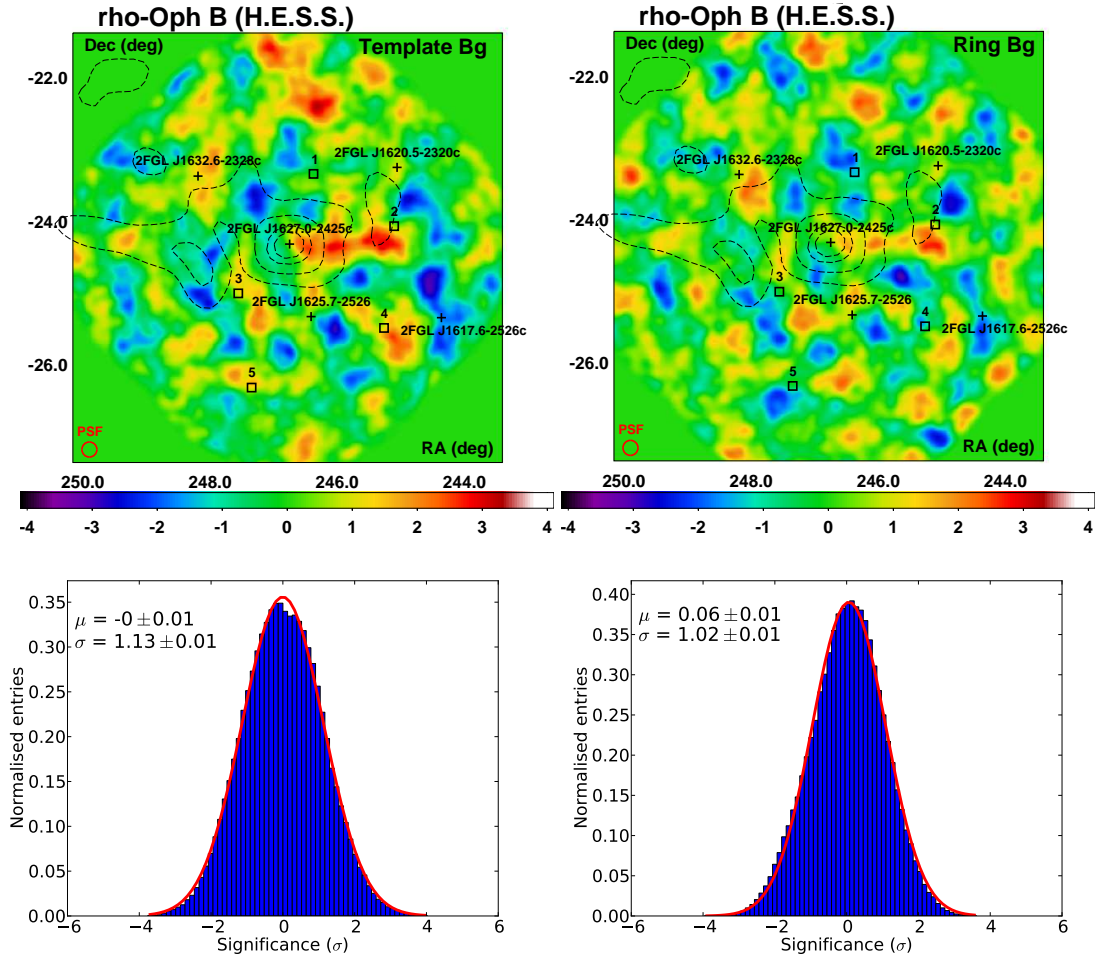 rho-Oph B (H.E.S.S.)
Dec (deg)
Template Bg
-22.0
2FGL J1632.6-2328c
1
2FGL J1620.5-2320c
-24.0
2
2FGL J1627.0-2425c
3
2FGL J1625.7-2526
4
2FGL J1617.6-2526c
-26.0
5
PSF
RA (deg)
250.0 248.0 246.0 244.0
-4 -3 -2 -1 0 1 2 3 4
rho-Oph B (H.E.S.S.)
Dec (deg)
Ring Bg
-22.0
2FGL J1632.6-2328c
1
2FGL J1620.5-2320c
-24.0
2
2FGL J1627.0-2425c
3
2FGL J1625.7-2526
4
2FGL J1617.6-2526c
-26.0
5
PSF
RA (deg)
250.0 248.0 246.0 244.0
-4 -3 -2 -1 0 1 2 3 4
μ = -0 ±0.01
σ = 1.13 ±0.01
Normalised entries
0.35
0.30
0.25
0.20
0.15
0.10
0.05
0.00
−6 −4 −2 0 2 4 6
Significance (σ)
μ = 0.06 ±0.01
σ = 1.02 ±0.01
Normalised entries
0.40
0.35
0.30
0.25
0.20
0.15
0.10
0.05
0.00
−6 −4 −2 0 2 4 6
Significance (σ)